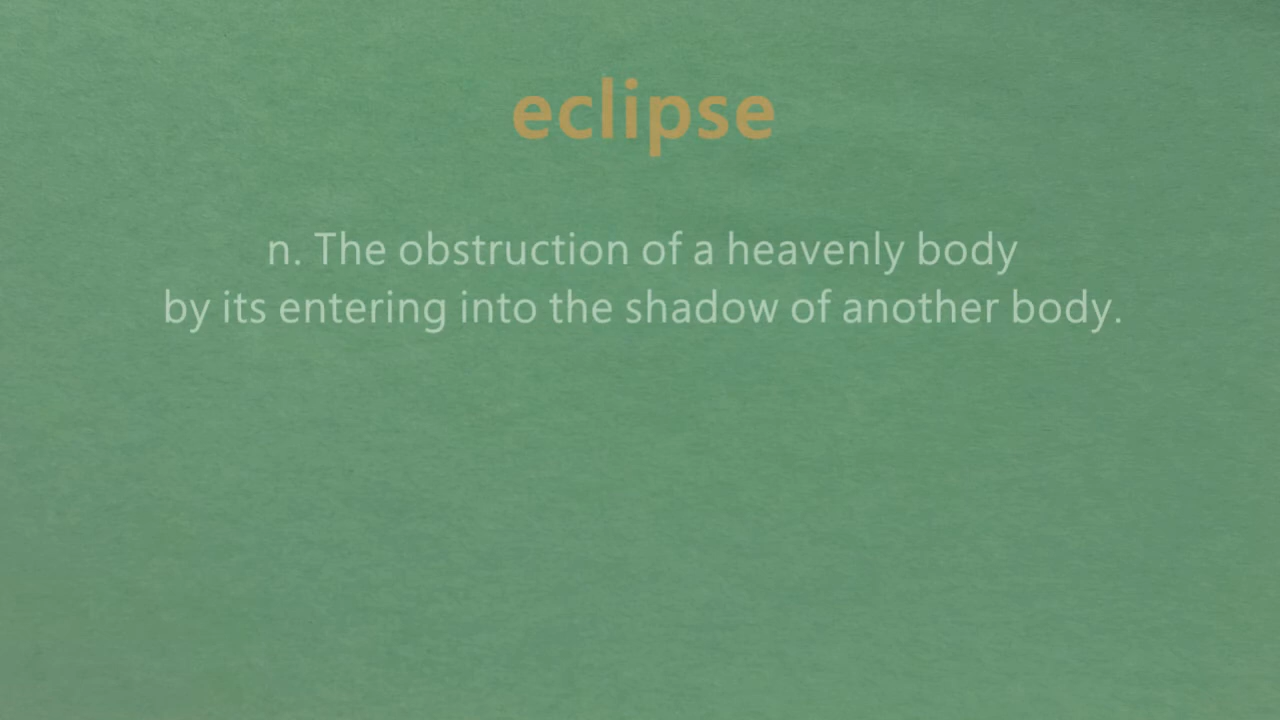 eclipse
n. The obstruction of a heavenly body
by its entering into the shadow of another body.